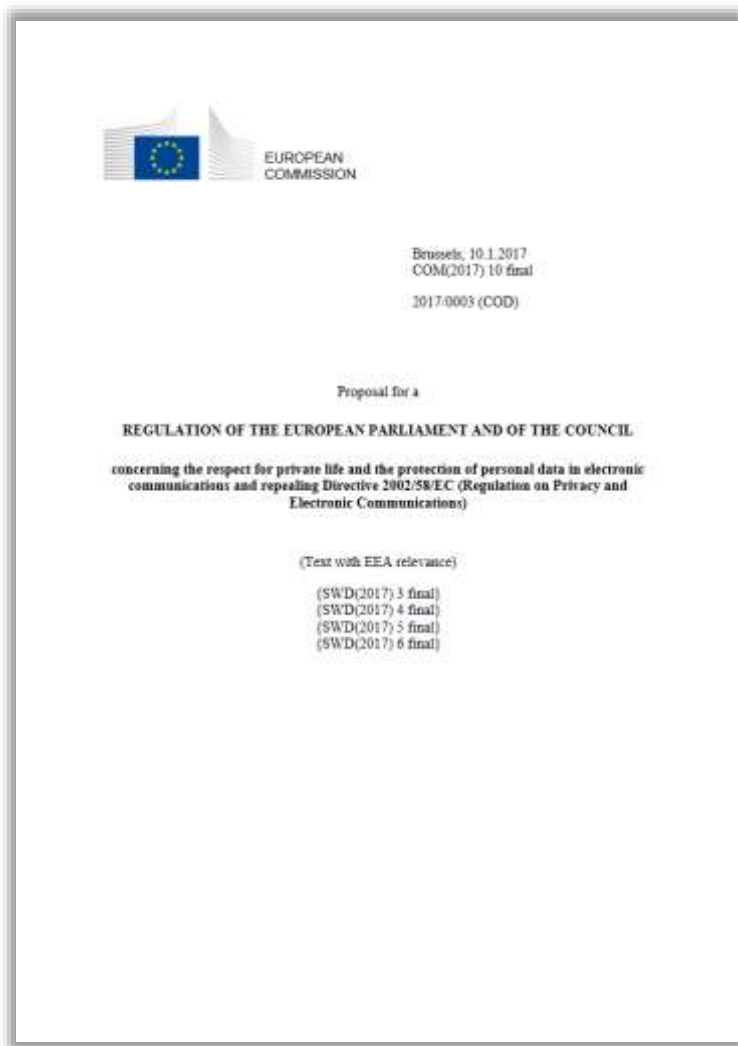 EUROPEAN
COMMISSION
Brussels, 10.1.2017
COM(2017) 10 final
2017/0003 (COD)
Proposal for a
REGULATION OF THE EUROPEAN PARLIAMENT AND OF THE COUNCIL
concerning the respect for private life and the protection of personal data in electronic
communications and repealing Directive 2002/58/EC (Regulation on Privacy and
Electronic Communications)
(Text with EEA relevance)
{SWD(2017) 3 final}
{SWD(2017) 4 final}
{SWD(2017) 5 final}
{SWD(2017) 6 final}